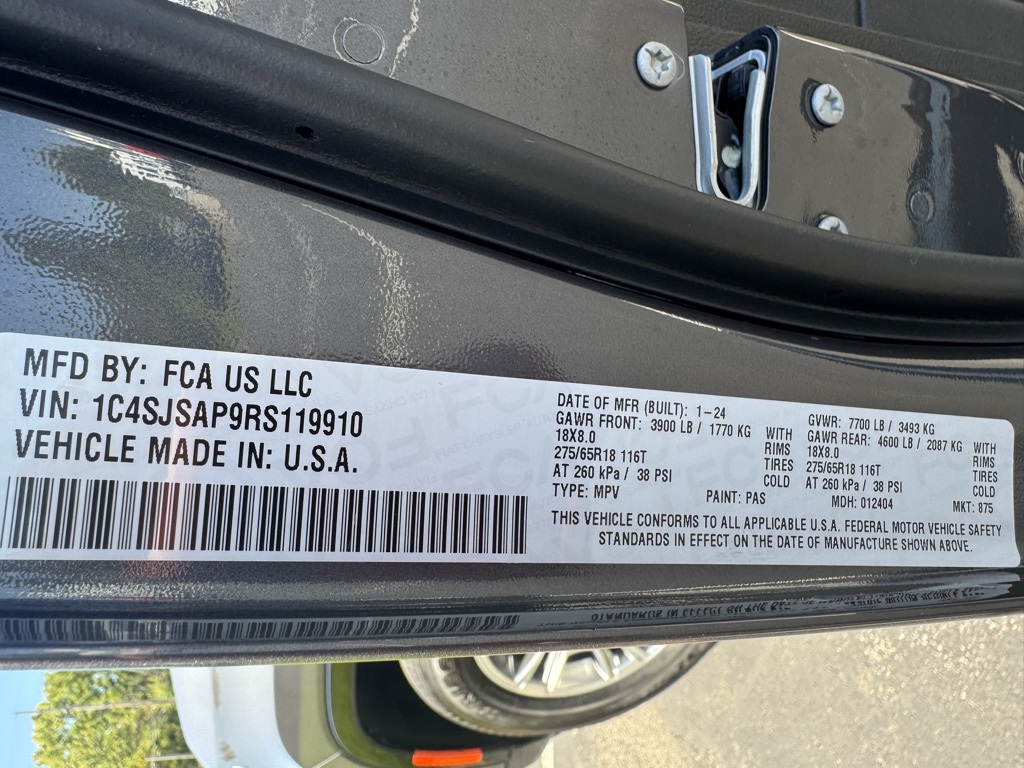 MFD BY: FCA US LLC
VIN: 1C4SJSAP9RS119910
VEHICLE MADE IN: U.S.A.
DATE OF MFR (BUILT): 1-24
GAWR FRONT: 3900 LB / 1770 KG WITH
18X8.0 RIMS
275/65R18 116T TIRES
AT 260 kPa / 38 PSI COLD
TYPE: MPV PAINT: PAS
GVWR: 7700 LB / 3493 KG
GAWR REAR: 4600 LB / 2087 KG WITH
18X8.0 RIMS
275/65R18 116T TIRES
AT 260 kPa / 38 PSI COLD
MDH: 012404 MKT: 875
THIS VEHICLE CONFORMS TO ALL APPLICABLE U.S.A. FEDERAL MOTOR VEHICLE SAFETY
STANDARDS IN EFFECT ON THE DATE OF MANUFACTURE SHOWN ABOVE.